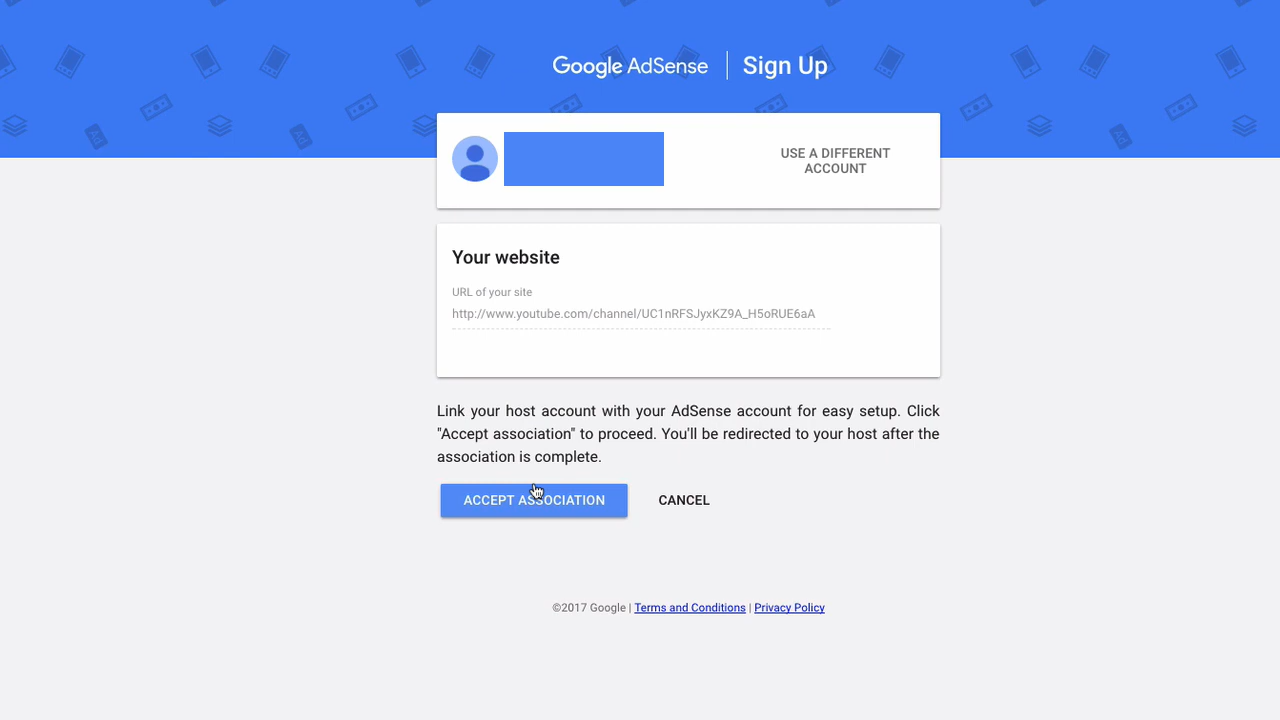 Google AdSense | Sign Up
USE A DIFFERENT
ACCOUNT
Your website
URL of your site
http://www.youtube.com/channel/UC1nRFSJyxKZ9A_H5oRUE6aA
Link your host account with your AdSense account for easy setup. Click
"Accept association" to proceed. You'll be redirected to your host after the
association is complete.
ACCEPT ASSOCIATION CANCEL
©2017 Google | Terms and Conditions | Privacy Policy